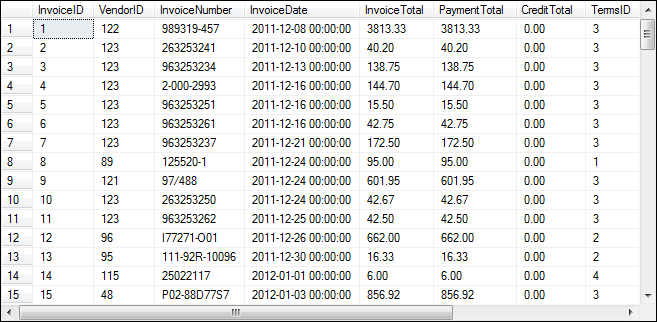 InvoiceID VendorID InvoiceNumber InvoiceDate InvoiceTotal PaymentTotal CreditTotal TermsID
1 1 122 989319-457 2011-12-08 00:00:00 3813.33 3813.33 0.00 3
2 2 123 263253241 2011-12-10 00:00:00 40.20 40.20 0.00 3
3 3 123 963253234 2011-12-13 00:00:00 138.75 138.75 0.00 3
4 4 123 2-000-2993 2011-12-16 00:00:00 144.70 144.70 0.00 3
5 5 123 963253251 2011-12-16 00:00:00 15.50 15.50 0.00 3
6 6 123 963253261 2011-12-16 00:00:00 42.75 42.75 0.00 3
7 7 123 963253237 2011-12-21 00:00:00 172.50 172.50 0.00 3
8 8 89 125520-1 2011-12-24 00:00:00 95.00 95.00 0.00 1
9 9 121 97/488 2011-12-24 00:00:00 601.95 601.95 0.00 3
10 10 123 263253250 2011-12-24 00:00:00 42.67 42.67 0.00 3
11 11 123 963253262 2011-12-25 00:00:00 42.50 42.50 0.00 3
12 12 96 I77271-O01 2011-12-26 00:00:00 662.00 662.00 0.00 2
13 13 95 111-92R-10096 2011-12-30 00:00:00 16.33 16.33 0.00 2
14 14 115 25022117 2012-01-01 00:00:00 6.00 6.00 0.00 4
15 15 48 P02-88D77S7 2012-01-03 00:00:00 856.92 856.92 0.00 3